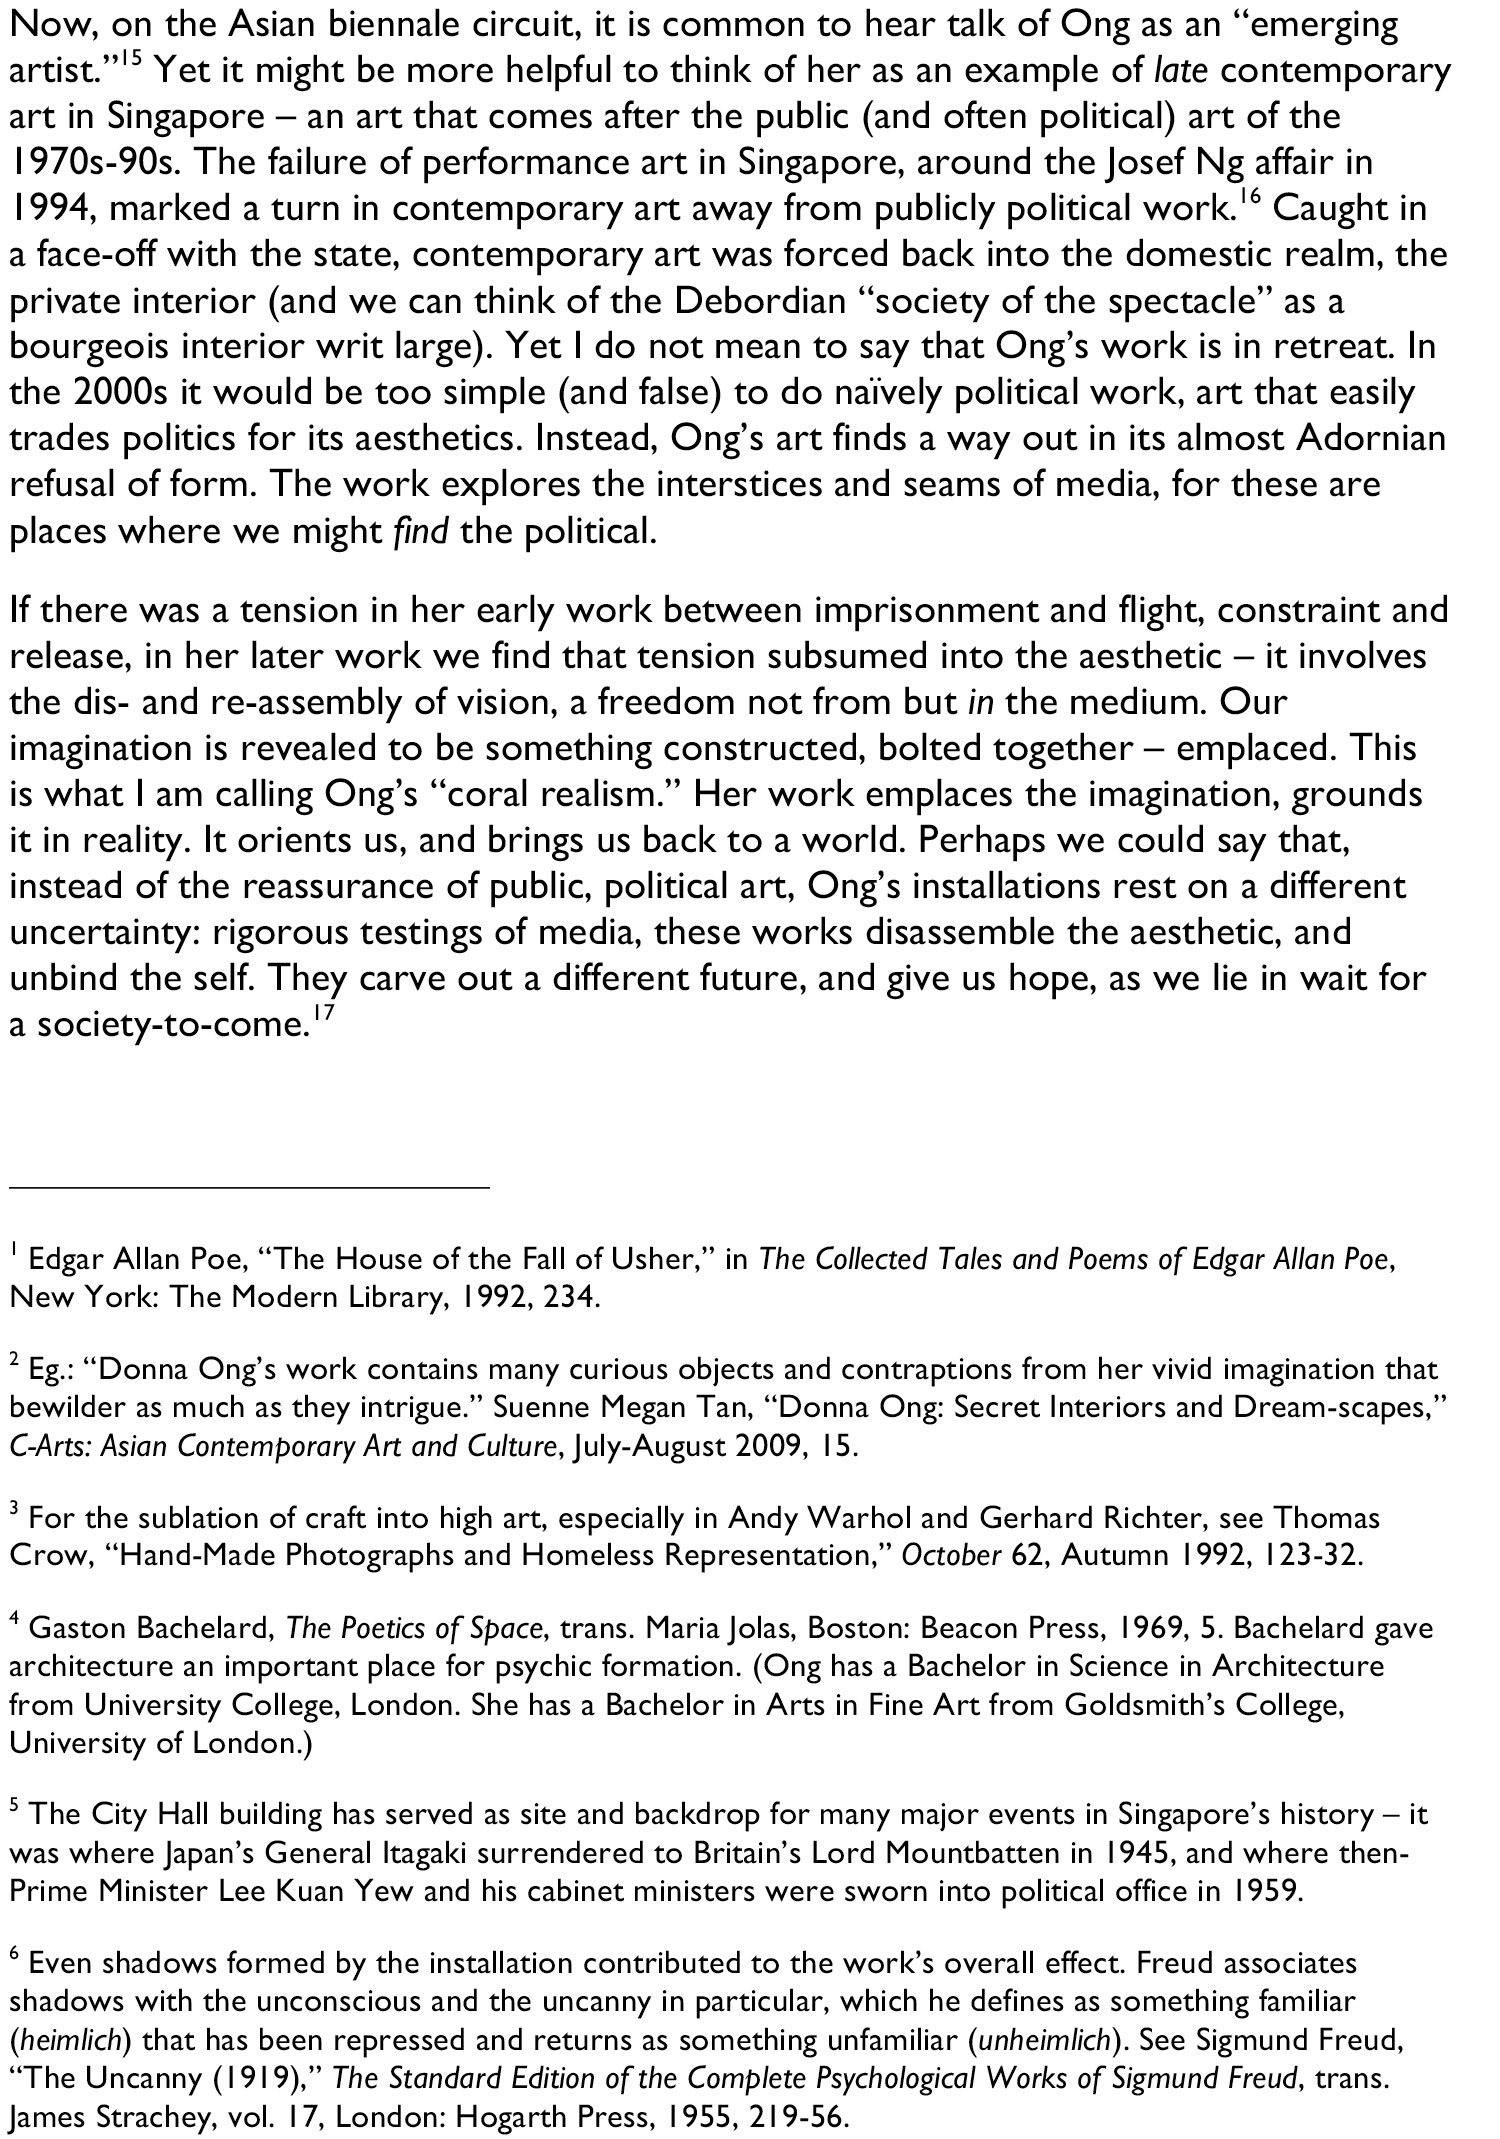 Now, on the Asian biennale circuit, it is common to hear talk of Ong as an “emerging
artist.”15 Yet it might be more helpful to think of her as an example of late contemporary
art in Singapore – an art that comes after the public (and often political) art of the
1970s-90s. The failure of performance art in Singapore, around the Josef Ng affair in
1994, marked a turn in contemporary art away from publicly political work.16 Caught in
a face-off with the state, contemporary art was forced back into the domestic realm, the
private interior (and we can think of the Debordian “society of the spectacle” as a
bourgeois interior writ large). Yet I do not mean to say that Ong’s work is in retreat. In
the 2000s it would be too simple (and false) to do naïvely political work, art that easily
trades politics for its aesthetics. Instead, Ong’s art finds a way out in its almost Adornian
refusal of form. The work explores the interstices and seams of media, for these are
places where we might find the political.
If there was a tension in her early work between imprisonment and flight, constraint and
release, in her later work we find that tension subsumed into the aesthetic – it involves
the dis- and re-assembly of vision, a freedom not from but in the medium. Our
imagination is revealed to be something constructed, bolted together – emplaced. This
is what I am calling Ong’s “coral realism.” Her work emplaces the imagination, grounds
it in reality. It orients us, and brings us back to a world. Perhaps we could say that,
instead of the reassurance of public, political art, Ong’s installations rest on a different
uncertainty: rigorous testings of media, these works disassemble the aesthetic, and
unbind the self. They carve out a different future, and give us hope, as we lie in wait for
a society-to-come.17
1 Edgar Allan Poe, “The House of the Fall of Usher,” in The Collected Tales and Poems of Edgar Allan Poe,
New York: The Modern Library, 1992, 234.
2 Eg.: “Donna Ong’s work contains many curious objects and contraptions from her vivid imagination that
bewilder as much as they intrigue.” Suenne Megan Tan, “Donna Ong: Secret Interiors and Dream-scapes,”
C-Arts: Asian Contemporary Art and Culture, July-August 2009, 15.
3 For the sublation of craft into high art, especially in Andy Warhol and Gerhard Richter, see Thomas
Crow, “Hand-Made Photographs and Homeless Representation,” October 62, Autumn 1992, 123-32.
4 Gaston Bachelard, The Poetics of Space, trans. Maria Jolas, Boston: Beacon Press, 1969, 5. Bachelard gave
architecture an important place for psychic formation. (Ong has a Bachelor in Science in Architecture
from University College, London. She has a Bachelor in Arts in Fine Art from Goldsmith’s College,
University of London.)
5 The City Hall building has served as site and backdrop for many major events in Singapore’s history – it
was where Japan’s General Itagaki surrendered to Britain’s Lord Mountbatten in 1945, and where then-
Prime Minister Lee Kuan Yew and his cabinet ministers were sworn into political office in 1959.
6 Even shadows formed by the installation contributed to the work’s overall effect. Freud associates
shadows with the unconscious and the uncanny in particular, which he defines as something familiar
(heimlich) that has been repressed and returns as something unfamiliar (unheimlich). See Sigmund Freud,
“The Uncanny (1919),” The Standard Edition of the Complete Psychological Works of Sigmund Freud, trans.
James Strachey, vol. 17, London: Hogarth Press, 1955, 219-56.